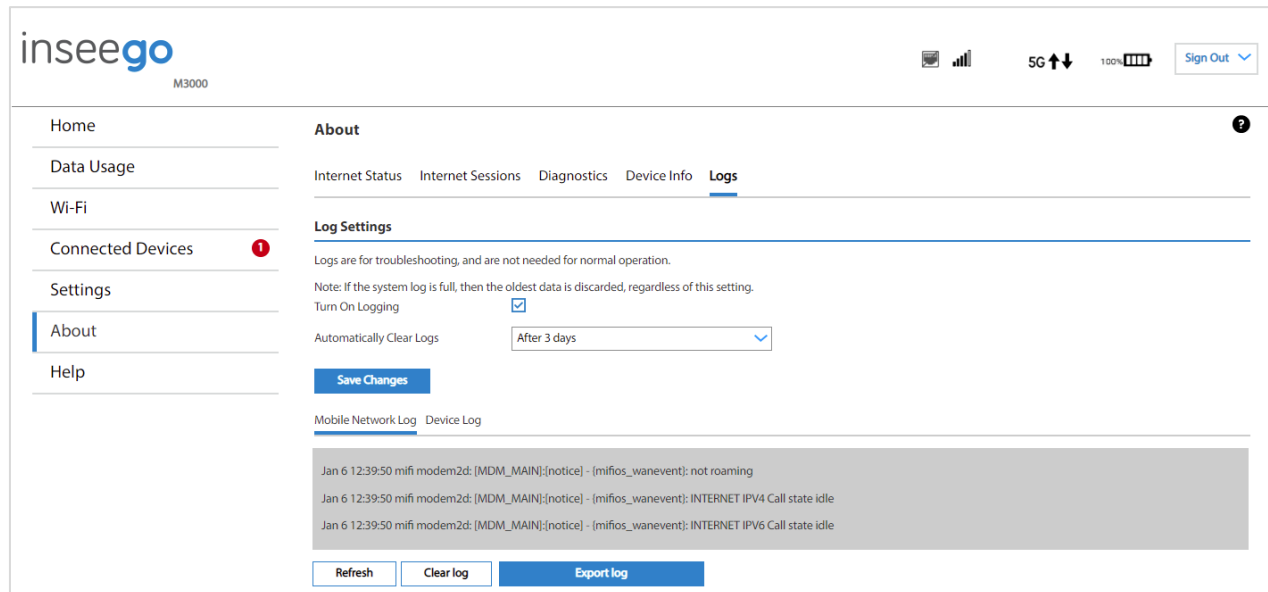 inseego
M3000
5G
100%
Sign Out
Home
Data Usage
Wi-Fi
Connected Devices 1
Settings
About
Help
About
?
Internet Status Internet Sessions Diagnostics Device Info Logs
Log Settings
Logs are for troubleshooting, and are not needed for normal operation.
Note: If the system log is full, then the oldest data is discarded, regardless of this setting.
Turn On Logging
Automatically Clear Logs After 3 days
Save Changes
Mobile Network Log Device Log
Jan 6 12:39:50 mifi modem2d: [MDM_MAIN]:[notice] - {mifios_wanevent}: not roaming
Jan 6 12:39:50 mifi modem2d: [MDM_MAIN]:[notice] - {mifios_wanevent}: INTERNET IPV4 Call state idle
Jan 6 12:39:50 mifi modem2d: [MDM_MAIN]:[notice] - {mifios_wanevent}: INTERNET IPV6 Call state idle
Refresh Clear log Export log